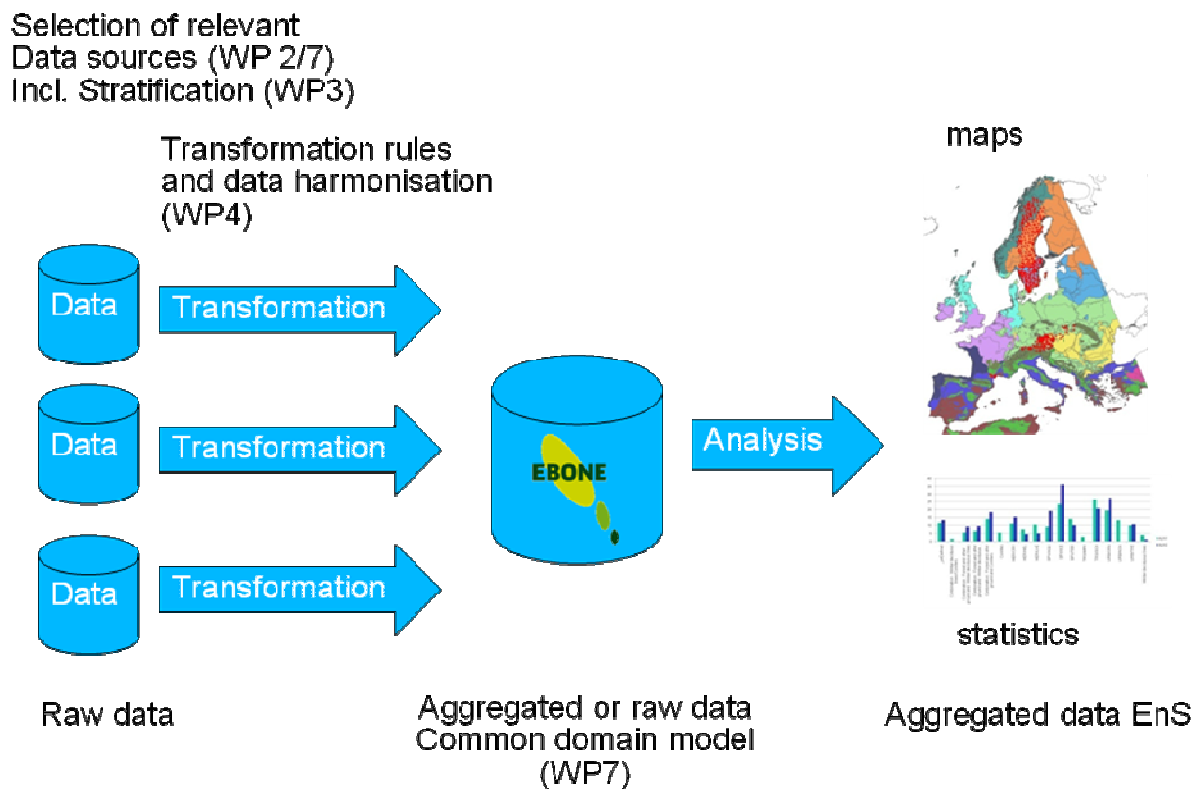 Selection of relevant
Data sources (WP 2/7)
Incl. Stratification (WP3)
Transformation rules
and data harmonisation
(WP4)
maps
Data
Transformation
Data
Transformation
EBONE
Analysis
Data
Transformation
statistics
Raw data
Aggregated or raw data
Common domain model
(WP7)
Aggregated data EnS